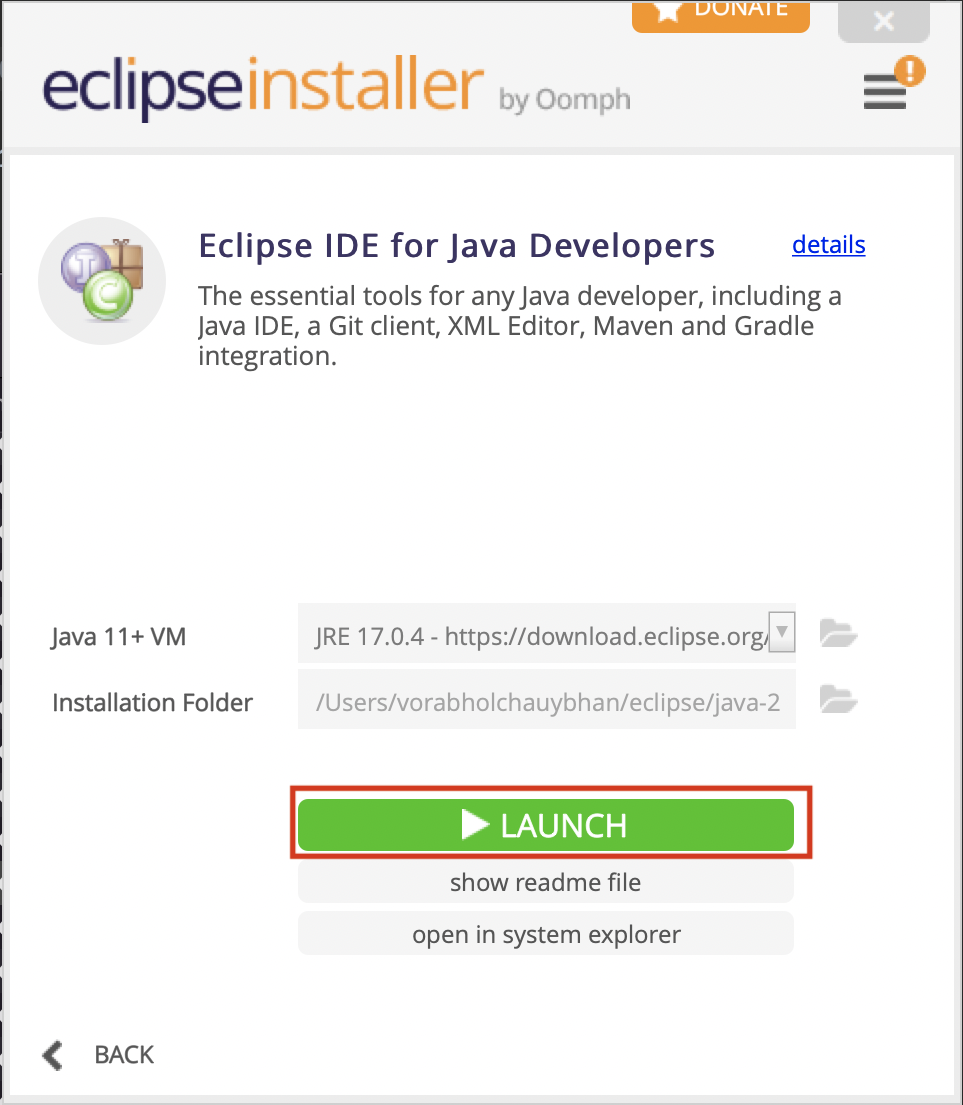 DONATE
eclipseinstaller by Oomph
Eclipse IDE for Java Developers
details
The essential tools for any Java developer, including a
Java IDE, a Git client, XML Editor, Maven and Gradle
integration.
Java 11+ VM
JRE 17.0.4 - https://download.eclipse.org/
Installation Folder
/Users/vorabholchauybhan/eclipse/java-2
LAUNCH
show readme file
open in system explorer
BACK